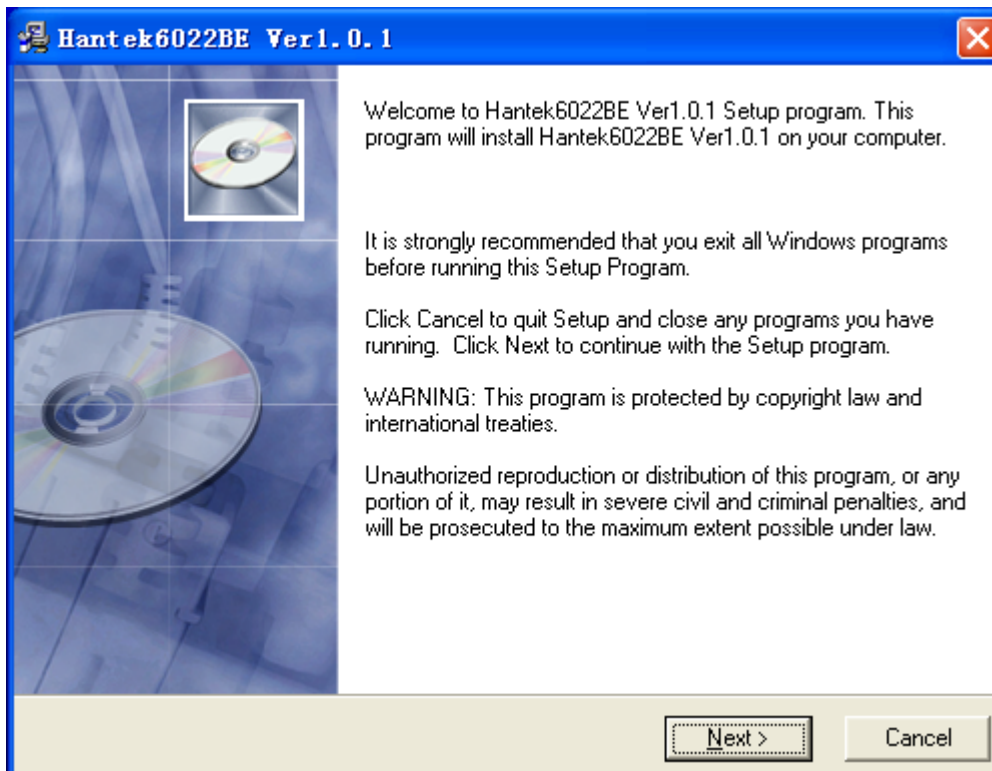 Hantek6022BE Ver1.0.1
Welcome to Hantek6022BE Ver1.0.1 Setup program. This
program will install Hantek6022BE Ver1.0.1 on your computer.
It is strongly recommended that you exit all Windows programs
before running this Setup Program.
Click Cancel to quit Setup and close any programs you have
running. Click Next to continue with the Setup program.
WARNING: This program is protected by copyright law and
international treaties.
Unauthorized reproduction or distribution of this program, or any
portion of it, may result in severe civil and criminal penalties, and
will be prosecuted to the maximum extent possible under law.
Next >
Cancel